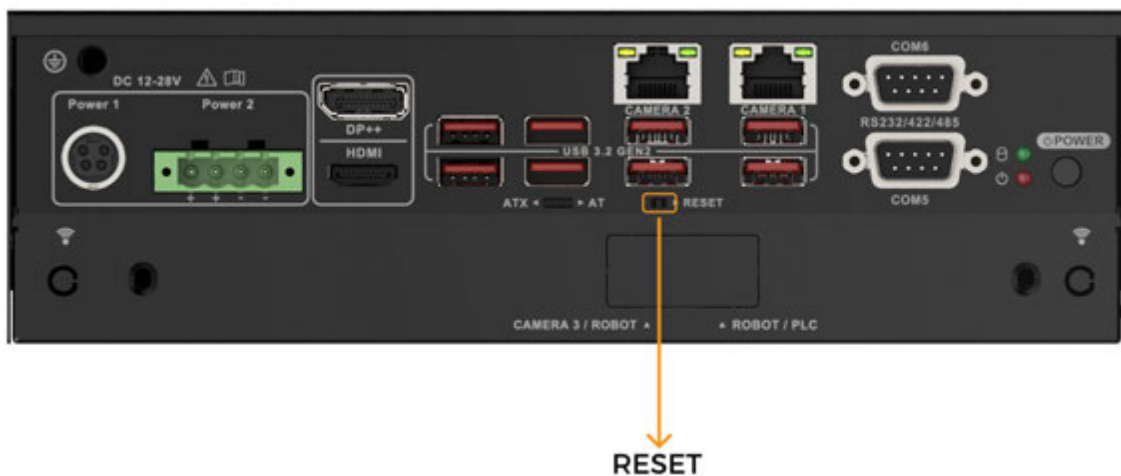 DC 12-28V
Power 1
Power 2
DP++
HDMI
CAMERA 2
CAMERA 1
USB 3.2 GEN2
ATX
AT
RESET
COM6
RS232/422/485
COM5
POWER
CAMERA 3 / ROBOT
ROBOT / PLC
RESET